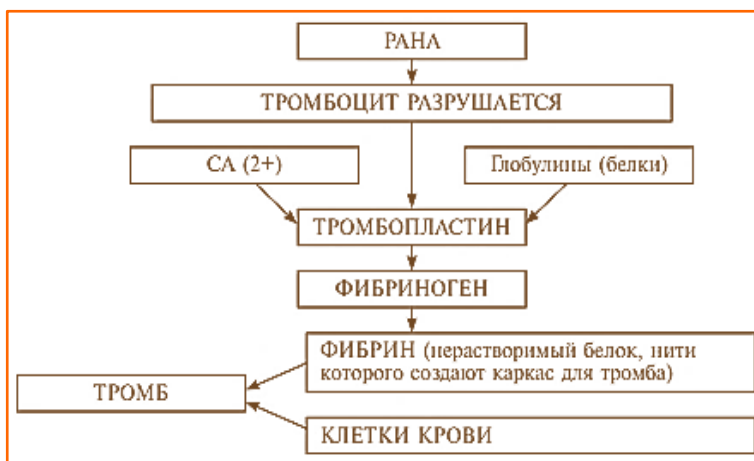 РАНА
ТРОМБОЦИТ РАЗРУШАЕТСЯ
СА (2+)
Глобулины (белки)
ТРОМБОПЛАСТИН
ФИБРИНОГЕН
ФИБРИН (нерастворимый белок, нити
которого создают каркас для тромба)
ТРОМБ
КЛЕТКИ КРОВИ